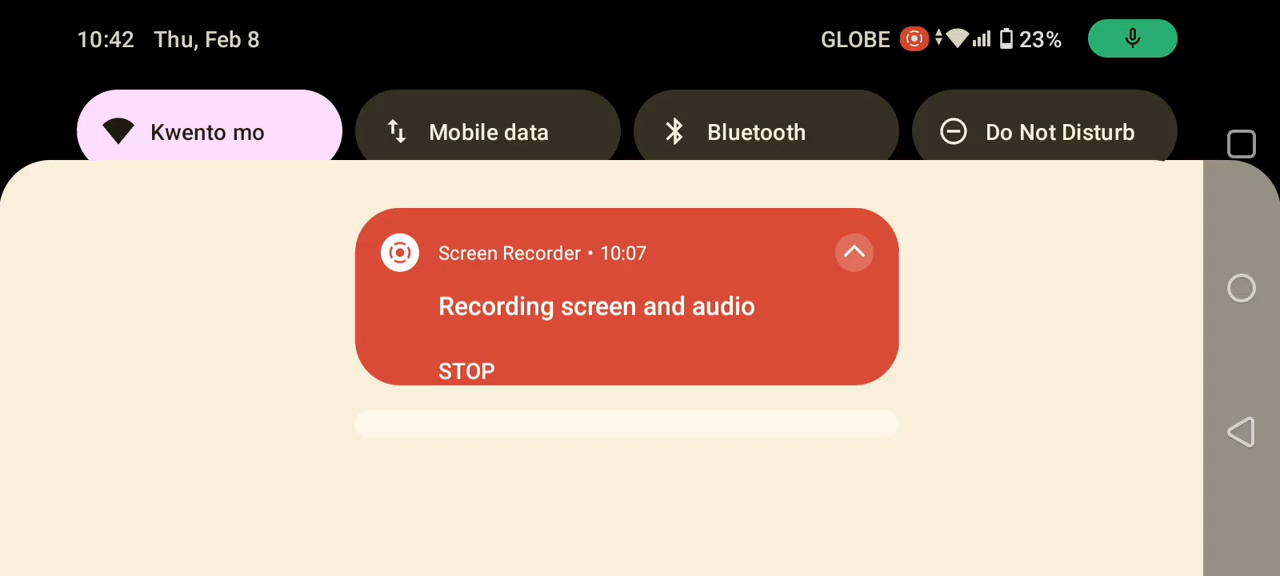 10:42 Thu, Feb 8 GLOBE 23%
Kwento mo Mobile data Bluetooth Do Not Disturb
Screen Recorder • 10:07
Recording screen and audio
STOP